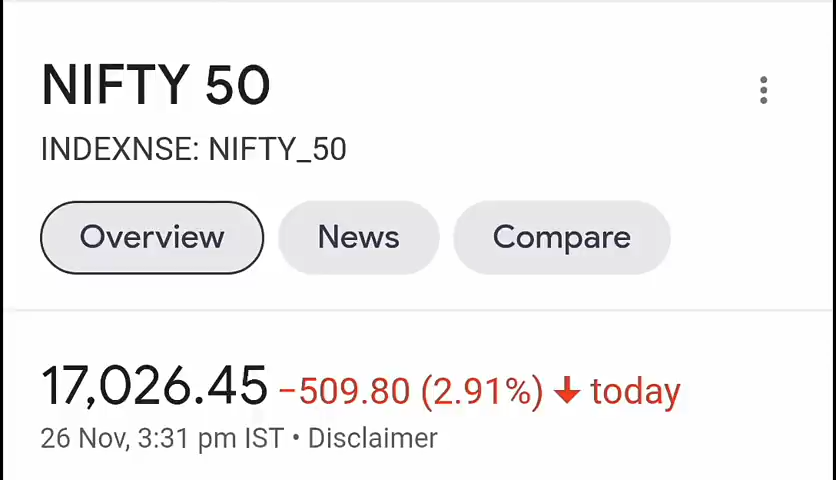 NIFTY 50
INDEXNSE: NIFTY_50
Overview News Compare
17,026.45 −509.80 (2.91%) ↓ today
26 Nov, 3:31 pm IST • Disclaimer